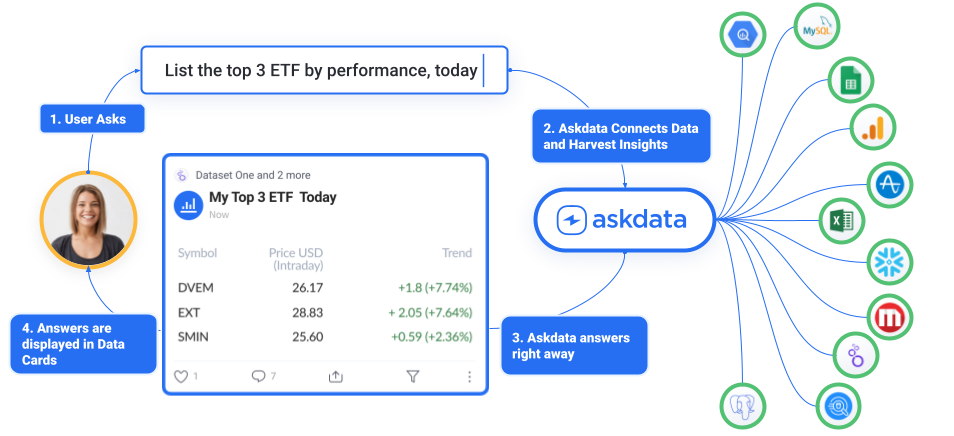 List the top 3 ETF by performance, today
MySQL
1. User Asks
2. Askdata Connects Data
and Harvest Insights
Dataset One and 2 more
My Top 3 ETF Today
Now
Symbol Price USD Trend
(Intraday)
DVEM 26.17 +1.8 (+7.74%)
EXT 28.83 + 2.05 (+7.64%)
SMIN 25.60 +0.59 (+2.36%)
1 7
askdata
3. Askdata answers
right away
4. Answers are
displayed in Data
Cards